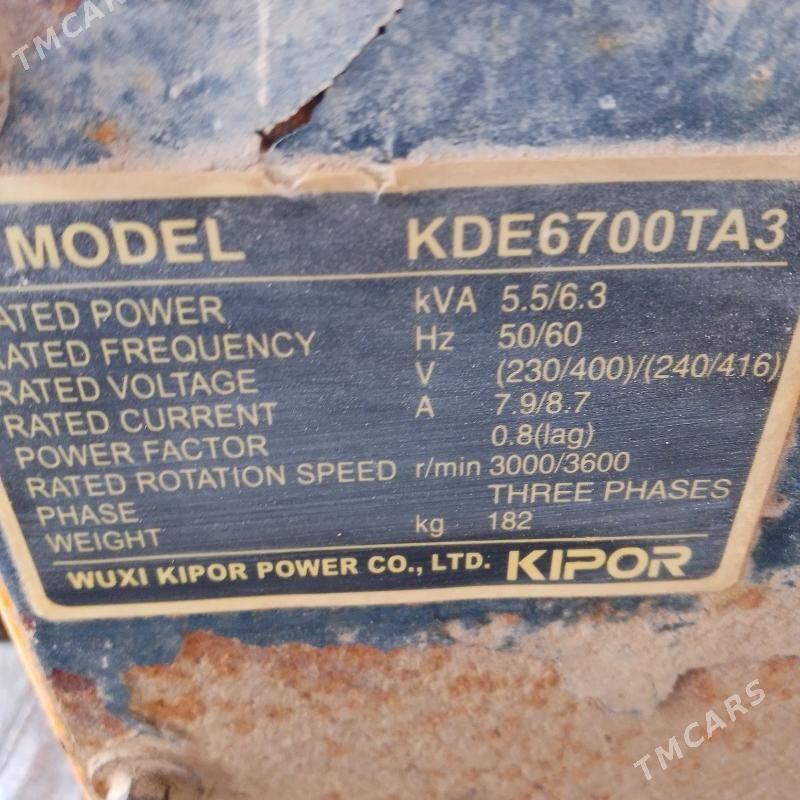 TMCARS
MODEL KDE6700TA3
ATED POWER kVA 5.5/6.3
RATED FREQUENCY Hz 50/60
RATED VOLTAGE V (230/400)/(240/416)
RATED CURRENT A 7.9/8.7
POWER FACTOR 0.8(lag)
RATED ROTATION SPEED r/min 3000/3600
PHASE THREE PHASES
WEIGHT kg 182
WUXI KIPOR POWER CO., LTD. KIPOR
TMCARS